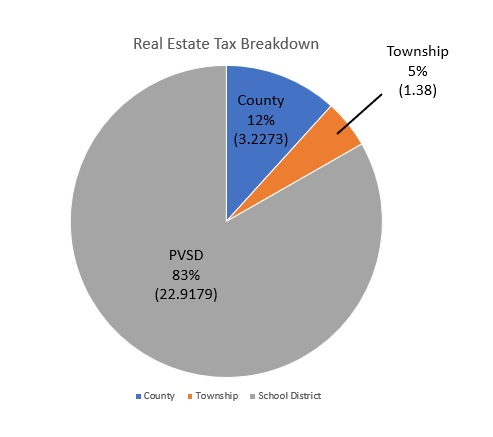 Real Estate Tax Breakdown
Township
5%
(1.38)
County
12%
(3.2273)
PVSD
83%
(22.9179)
County Township School District